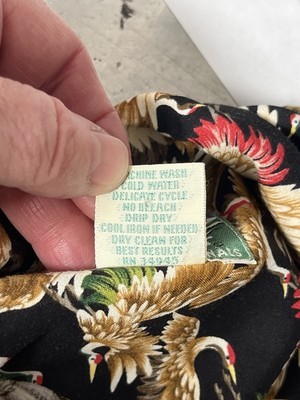 MACHINE WASH
COLD WATER
DELICATE CYCLE
NO BLEACH
DRIP DRY
COOL IRON IF NEEDED
DRY CLEAN FOR
BEST RESULTS
RN 34945